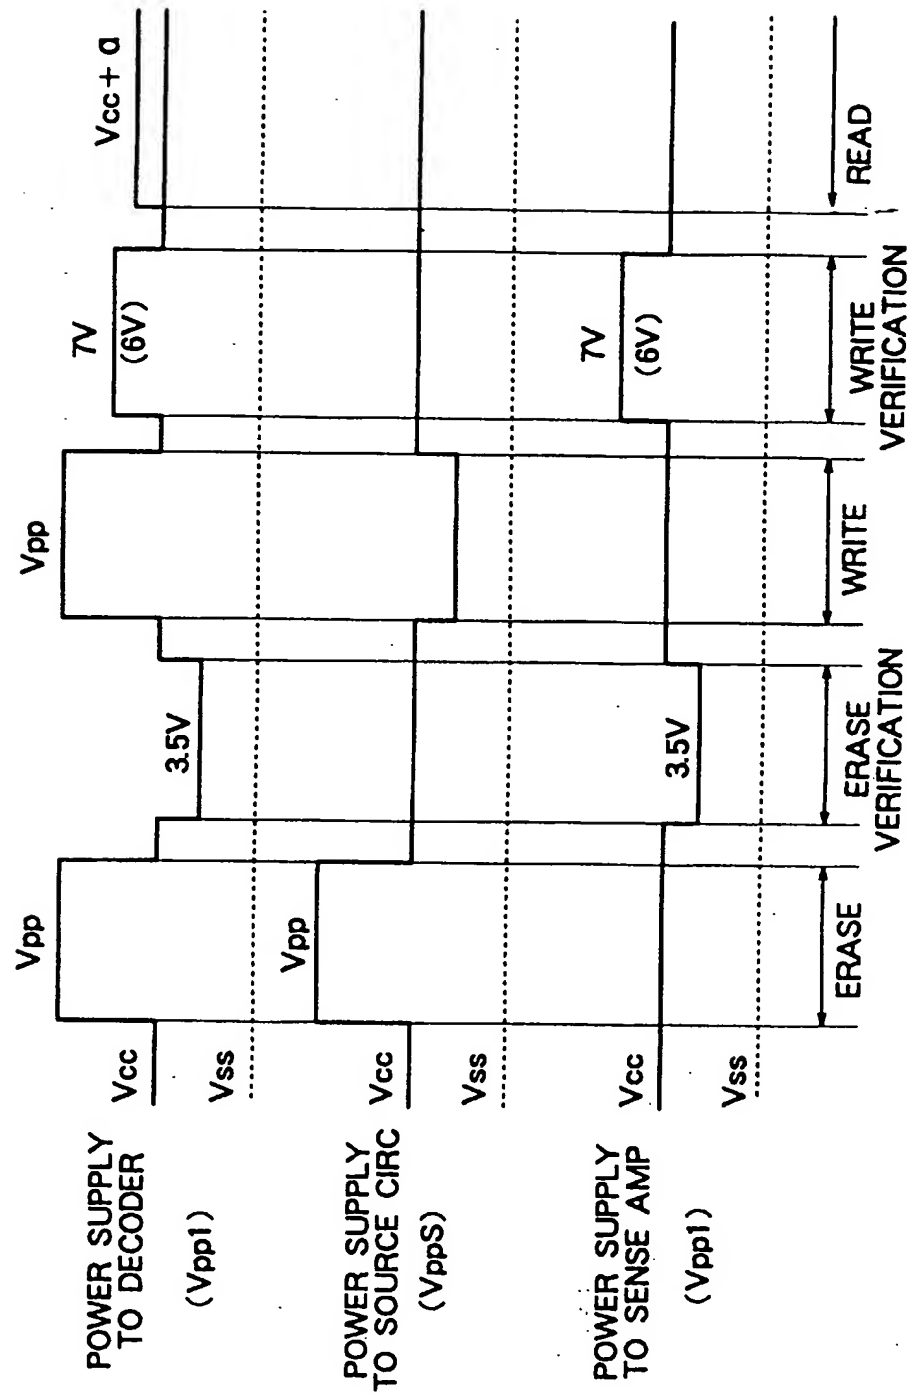 POWER SUPPLY
TO DECODER
(Vpp1)
Vcc
Vss
Vpp
3.5V
Vpp
7V
(6V)
Vcc + α
POWER SUPPLY
TO SOURCE CIRC
(VppS)
Vcc
Vss
Vpp
POWER SUPPLY
TO SENSE AMP
(Vpp1)
Vcc
Vss
3.5V
7V
(6V)
ERASE
ERASE
VERIFICATION
WRITE
WRITE
VERIFICATION
READ